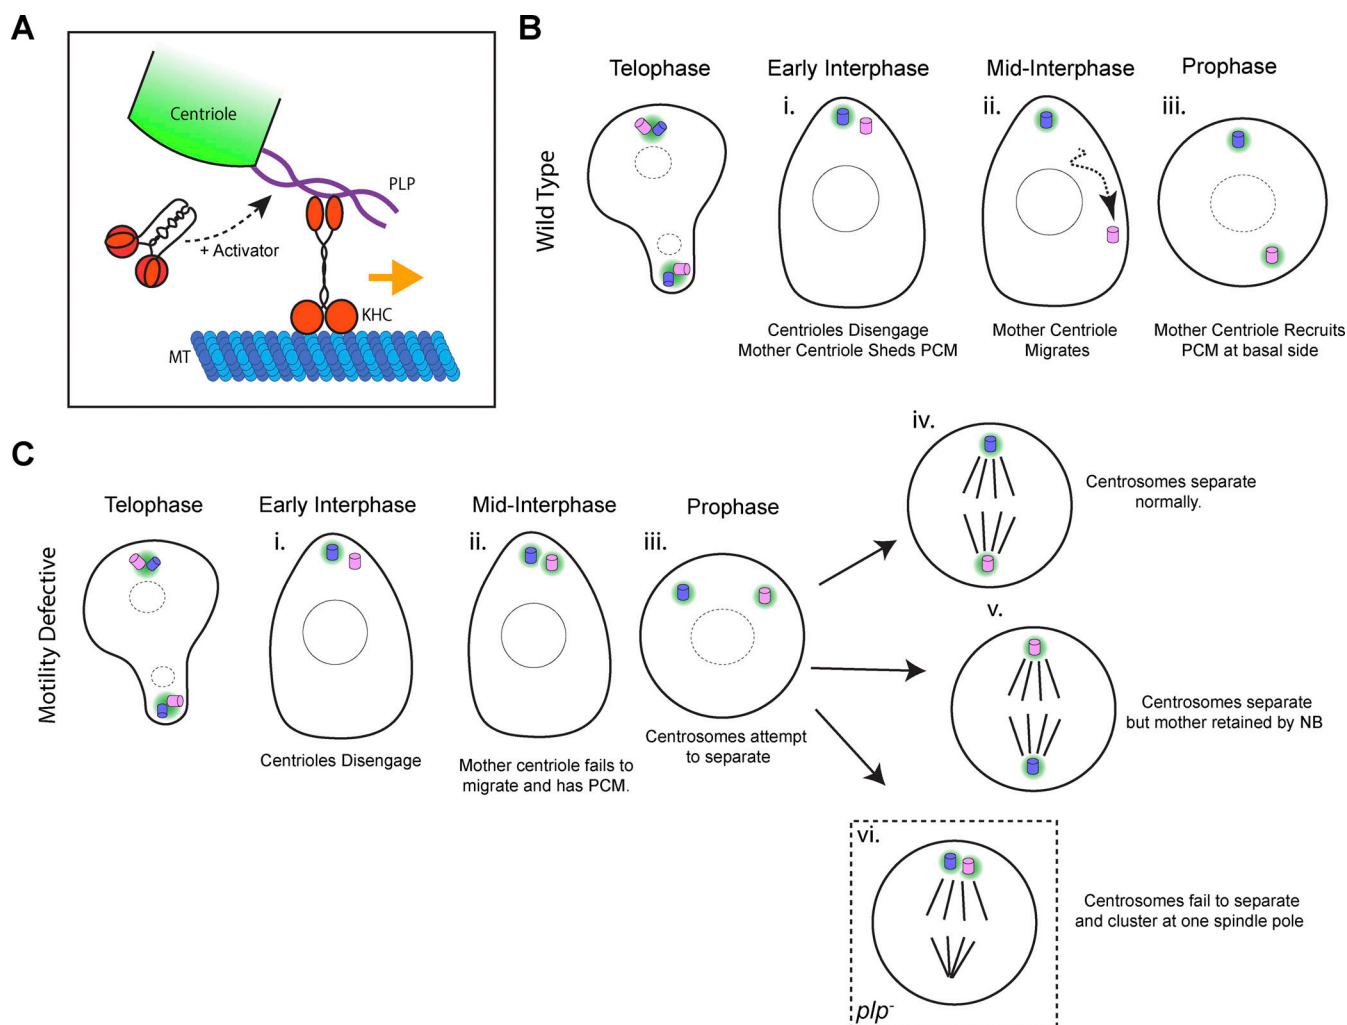 A
Centriole
PLP
+ Activator
KHC
MT
B
Wild Type
Telophase
Early Interphase
Mid-Interphase
Prophase
i.
ii.
iii.
Centrioles Disengage
Mother Centriole Sheds PCM
Mother Centriole
Migrates
Mother Centriole Recruits
PCM at basal side
C
Motility Defective
Telophase
Early Interphase
Mid-Interphase
Prophase
i.
ii.
iii.
Centrioles Disengage
Mother centriole fails to
migrate and has PCM.
Centrosomes attempt
to separate
iv.
Centrosomes separate
normally.
v.
Centrosomes separate
but mother retained by NB
vi.
Centrosomes fail to separate
and cluster at one spindle pole
plp-